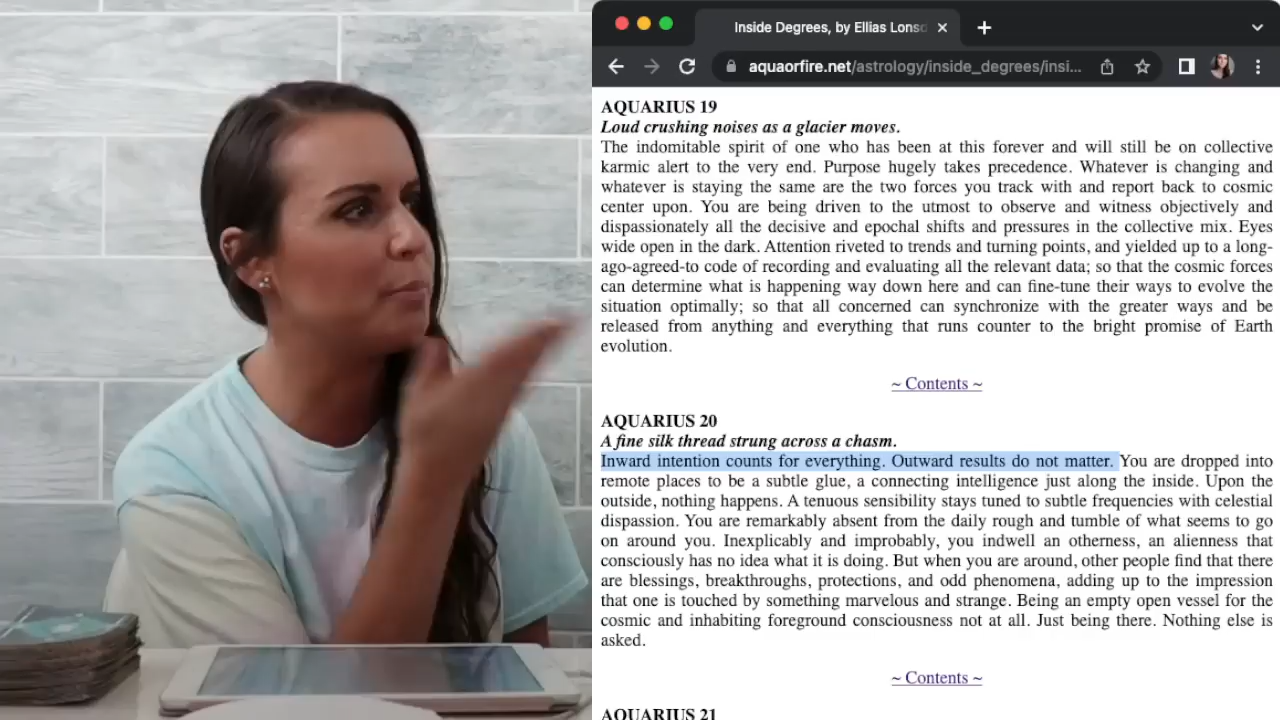 Inside Degrees, by Ellias Lonsd
aquaorfire.net/astrology/inside_degrees/insi...
AQUARIUS 19
Loud crushing noises as a glacier moves.
The indomitable spirit of one who has been at this forever and will still be on collective
karmic alert to the very end. Purpose hugely takes precedence. Whatever is changing and
whatever is staying the same are the two forces you track with and report back to cosmic
center upon. You are being driven to the utmost to observe and witness objectively and
dispassionately all the decisive and epochal shifts and pressures in the collective mix. Eyes
wide open in the dark. Attention riveted to trends and turning points, and yielded up to a long-
ago-agreed-to code of recording and evaluating all the relevant data; so that the cosmic forces
can determine what is happening way down here and can fine-tune their ways to evolve the
situation optimally; so that all concerned can synchronize with the greater ways and be
released from anything and everything that runs counter to the bright promise of Earth
evolution.
~ Contents ~
AQUARIUS 20
A fine silk thread strung across a chasm.
Inward intention counts for everything. Outward results do not matter. You are dropped into
remote places to be a subtle glue, a connecting intelligence just along the inside. Upon the
outside, nothing happens. A tenuous sensibility stays tuned to subtle frequencies with celestial
dispassion. You are remarkably absent from the daily rough and tumble of what seems to go
on around you. Inexplicably and improbably, you indwell an otherness, an alienness that
consciously has no idea what it is doing. But when you are around, other people find that there
are blessings, breakthroughs, protections, and odd phenomena, adding up to the impression
that one is touched by something marvelous and strange. Being an empty open vessel for the
cosmic and inhabiting foreground consciousness not at all. Just being there. Nothing else is
asked.
~ Contents ~
AQUARIUS 21